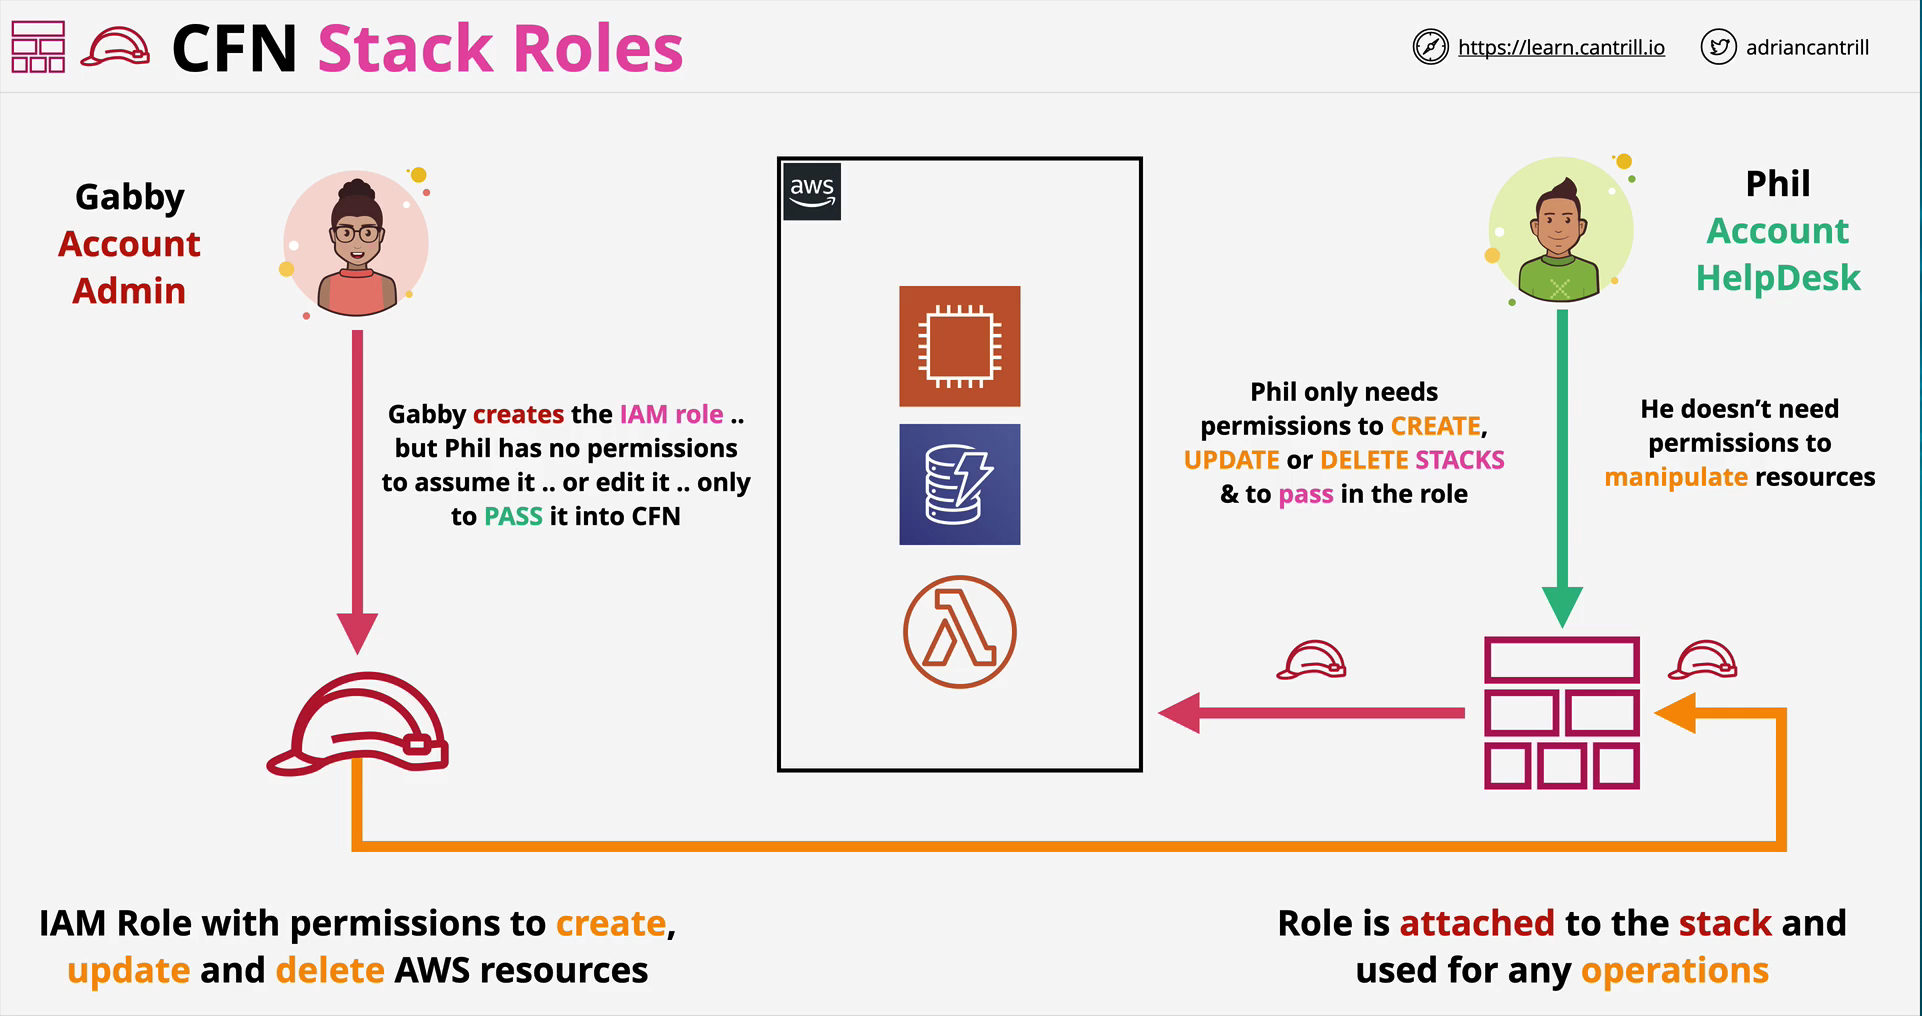 CFN Stack Roles
https://learn.cantrill.io
adriancantrill
Gabby
Account
Admin
aws
Phil
Account
HelpDesk
Gabby creates the IAM role ..
but Phil has no permissions
to assume it .. or edit it .. only
to PASS it into CFN
Phil only needs
permissions to CREATE,
UPDATE or DELETE STACKS
& to pass in the role
He doesn’t need
permissions to
manipulate resources
IAM Role with permissions to create,
update and delete AWS resources
Role is attached to the stack and
used for any operations